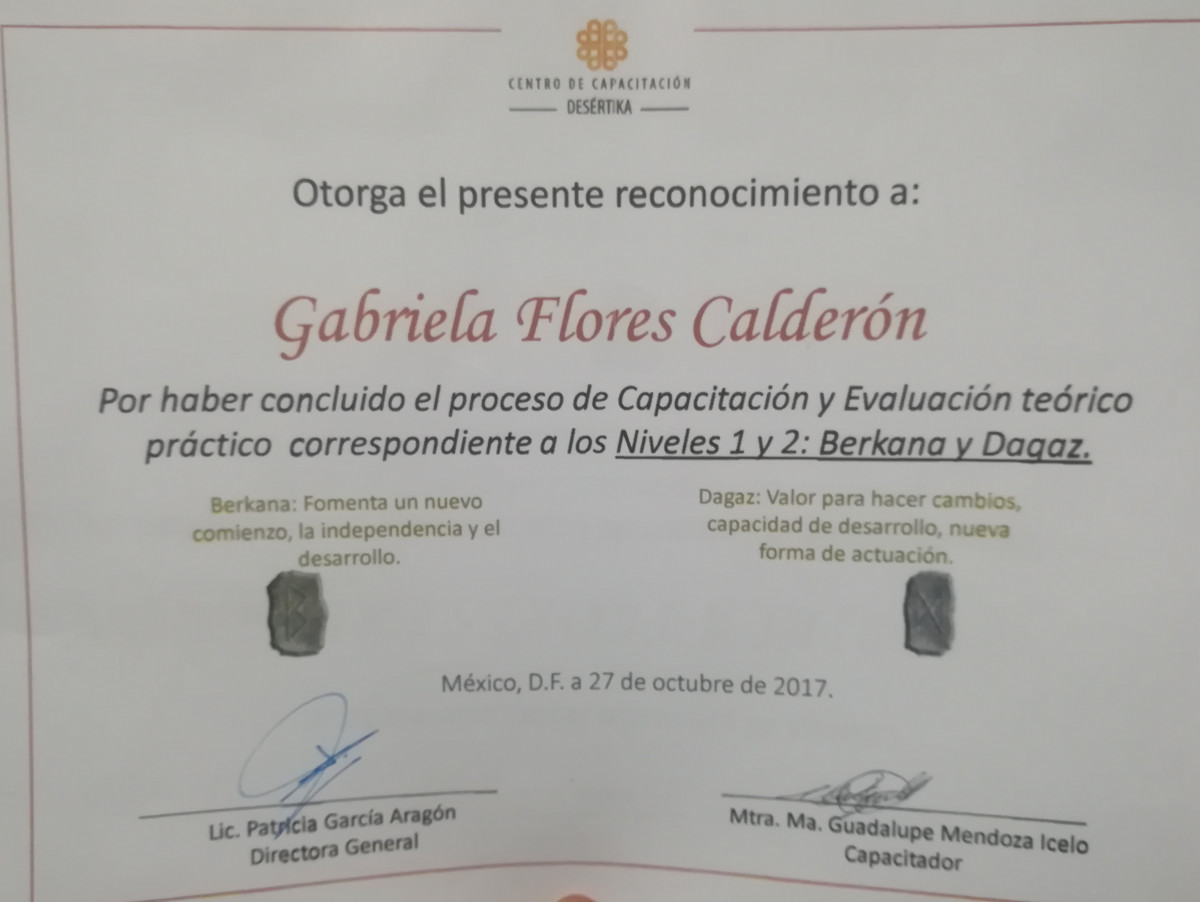 CENTRO DE CAPACITACIÓN
DESÉRTIKA
Otorga el presente reconocimiento a:
Gabriela Flores Calderón
Por haber concluido el proceso de Capacitación y Evaluación teórico
práctico correspondiente a los Niveles 1 y 2: Berkana y Dagaz.
Berkana: Fomenta un nuevo
comienzo, la independencia y el
desarrollo.
Dagaz: Valor para hacer cambios,
capacidad de desarrollo, nueva
forma de actuación.
México, D.F. a 27 de octubre de 2017.
Lic. Patricia García Aragón
Directora General
Mtra. Ma. Guadalupe Mendoza Icelo
Capacitador